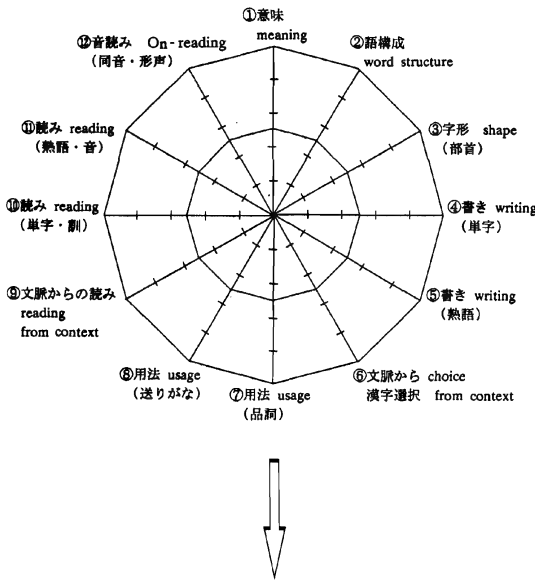 ①意味
meaning
②語構成
word structure
③字形 shape
(部首)
④書き writing
(単字)
⑤書き writing
(熟語)
⑥文脈から choice
漢字選択 from context
⑦用法 usage
(品詞)
⑧用法 usage
(送りがな)
⑨文脈からの読み
reading
from context
⑩読み reading
(単字・訓)
⑪読み reading
(熟語・音)
⑫音読み On-reading
(同音・形声)